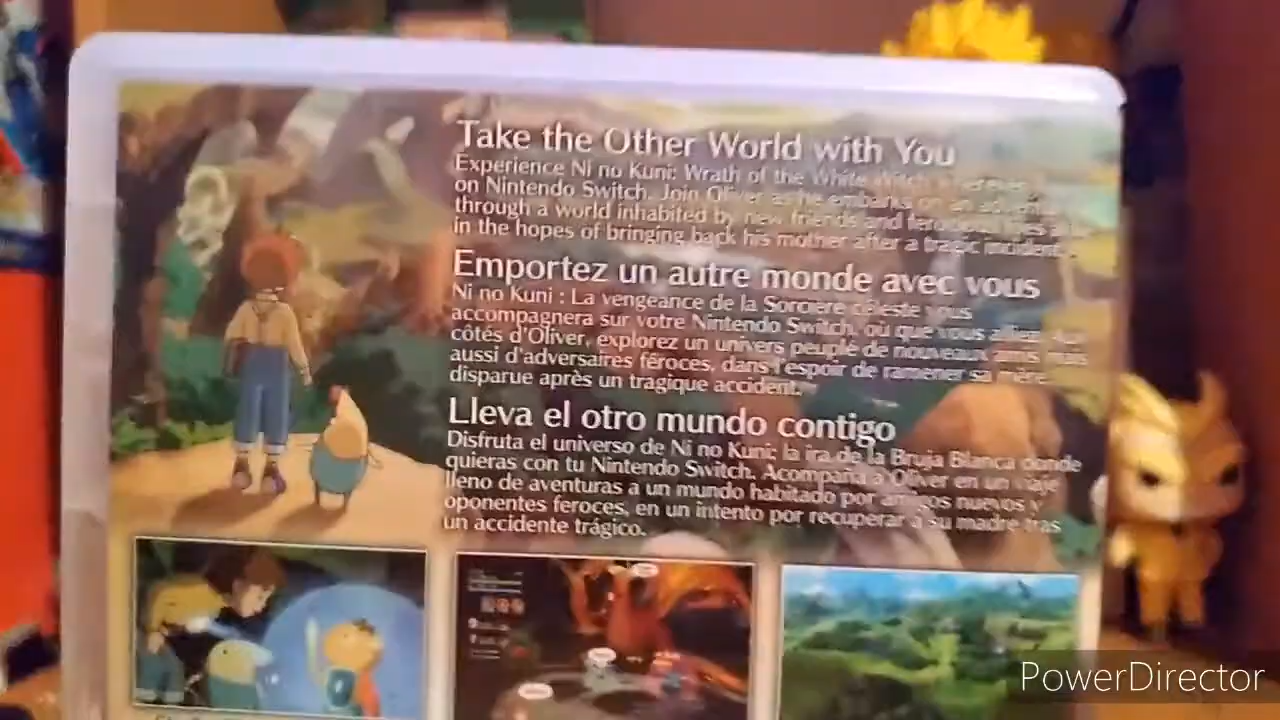 Take the Other World with You
Experience Ni no Kuni: Wrath of the White Witch wherever
on Nintendo Switch. Join Oliver as he embarks on an
through a world inhabited by new friends and ferocious
in the hopes of bringing back his mother after a tragic incident.
Emportez un autre monde avec vous
Ni no Kuni : La vengeance de la Sorcière céleste vous
accompagnera sur votre Nintendo Switch, où que vous alliez. Aux
côtés d'Oliver, explorez un univers peuplé de nouveaux amis mais
aussi d'adversaires féroces, dans l'espoir de ramener sa mère,
disparue après un tragique accident.
Lleva el otro mundo contigo
Disfruta el universo de Ni no Kuni: la ira de la Bruja Blanca donde
quieras con tu Nintendo Switch. Acompaña a Oliver en un viaje
lleno de aventuras a un mundo habitado por amigos nuevos y
oponentes feroces, en un intento por recuperar a su madre tras
un accidente trágico.
PowerDirector